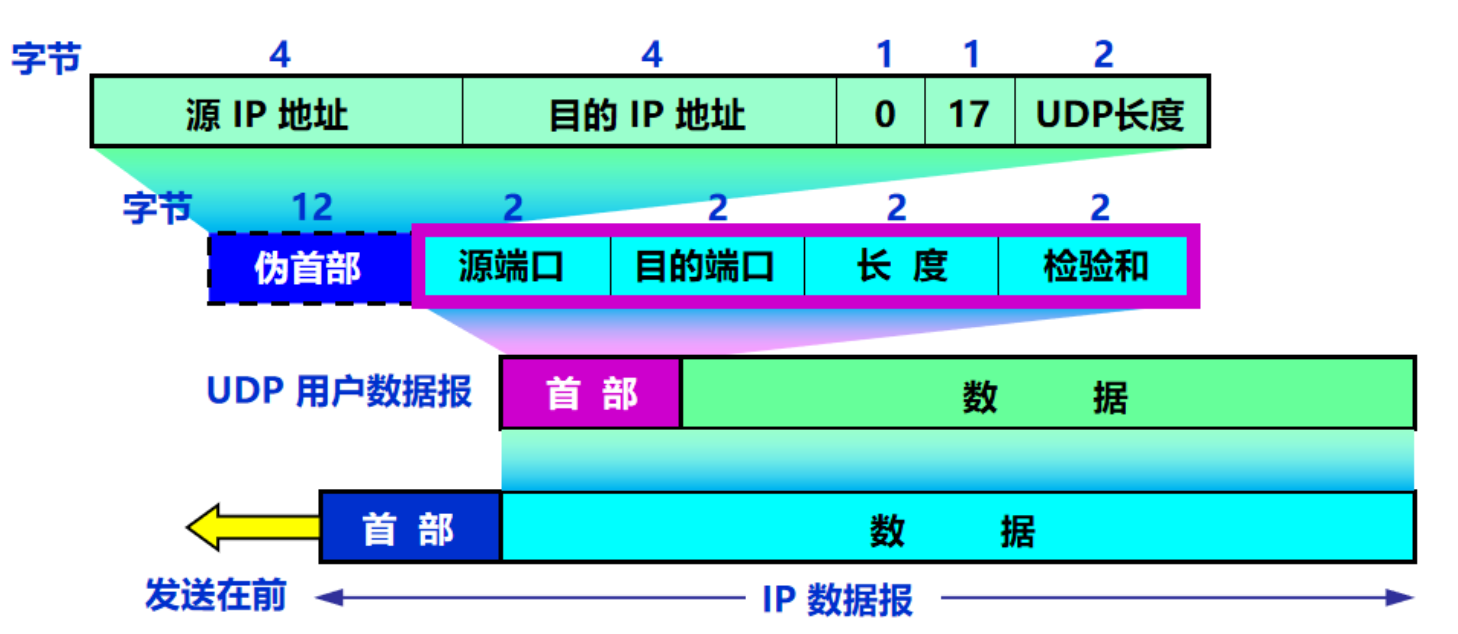 字节 4 4 1 1 2
源 IP 地址 目的 IP 地址 0 17 UDP长度
字节 12 2 2 2 2
伪首部 源端口 目的端口 长 度 检验和
UDP 用户数据报 首 部 数 据
首 部 数 据
发送在前 IP 数据报